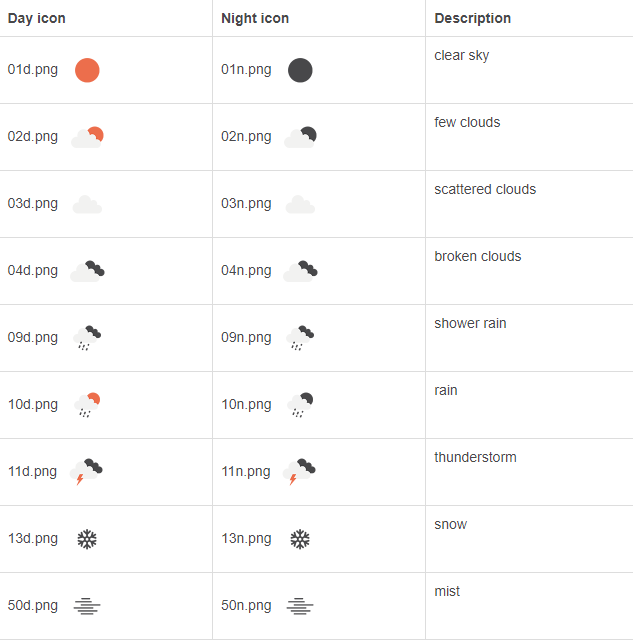 Day icon Night icon Description
01d.png 01n.png clear sky
02d.png 02n.png few clouds
03d.png 03n.png scattered clouds
04d.png 04n.png broken clouds
09d.png 09n.png shower rain
10d.png 10n.png rain
11d.png 11n.png thunderstorm
13d.png 13n.png snow
50d.png 50n.png mist